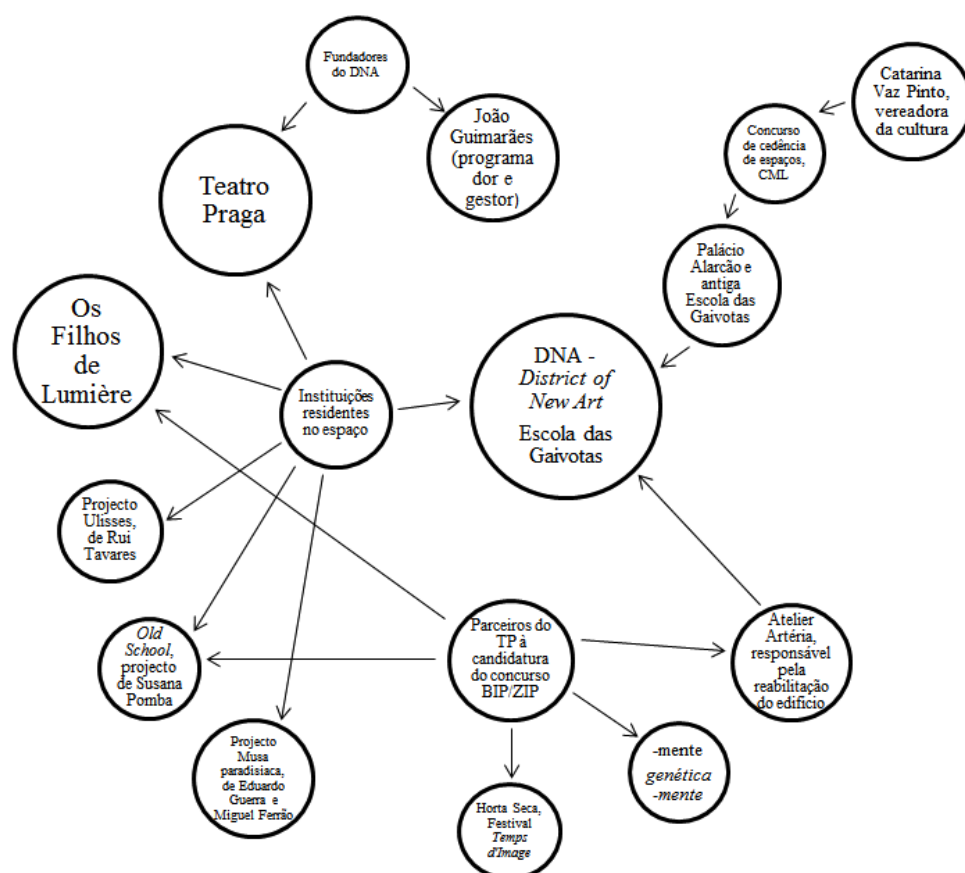 Fundadores
do DNA
João
Guimarães
(programa
dor e
gestor)
Catarina
Vaz Pinto,
vereadora
da cultura
Concurso
de cedência
de espaços,
CML
Teatro
Praga
Palácio
Alarcão e
antiga
Escola das
Gaivotas
Os
Filhos
de
Lumière
Instituições
residentes
no espaço
DNA -
District of
New Art
Escola das
Gaivotas
Projecto
Ulisses,
de Rui
Tavares
Old
School,
projecto
de Susana
Pomba
Parceiros do
TP à
candidatura
do concurso
BIP/ZIP
Atelier
Artéria,
responsável
pela
reabilitação
do edifício
Projecto
Musa
paradisiaca,
de Eduardo
Guerra e
Miguel Ferrão
-mente
genética
-mente
Horta Seca,
Festival
Temps
d'Image